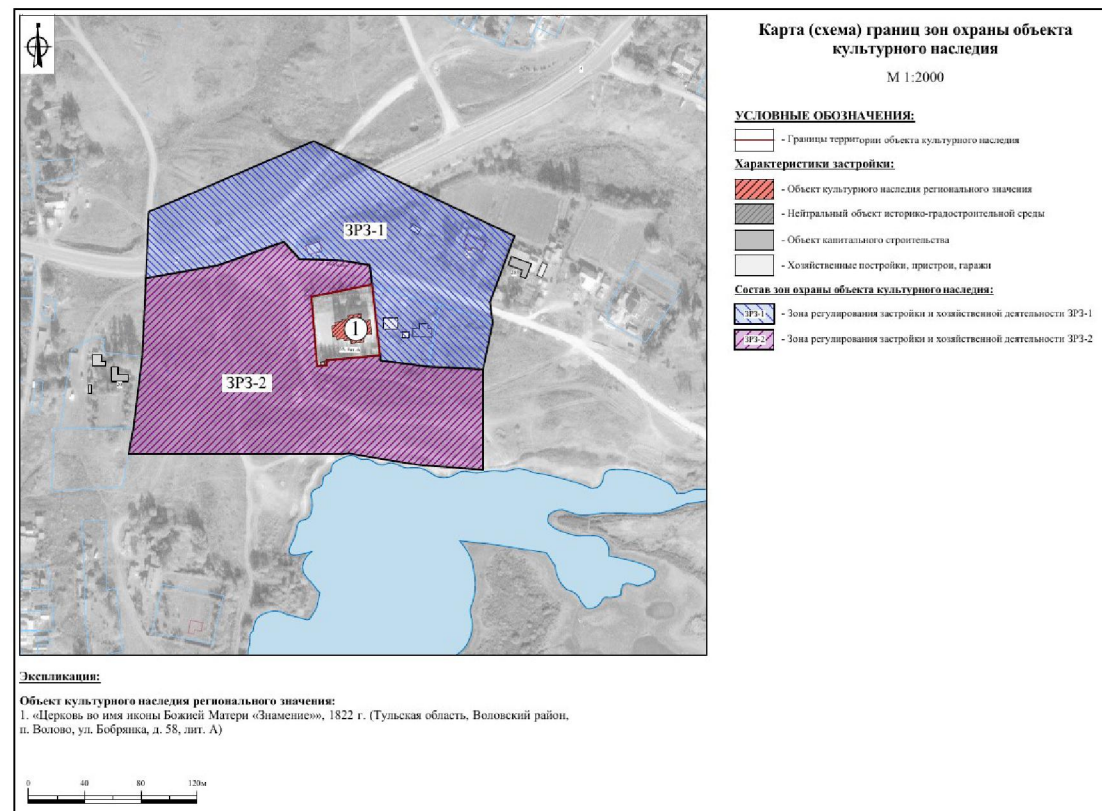 Карта (схема) границ зон охраны объекта
культурного наследия
М 1:2000
УСЛОВНЫЕ ОБОЗНАЧЕНИЯ:
- Границы территории объекта культурного наследия
Характеристики застройки:
- Объект культурного наследия регионального значения
- Нейтральный объект историко-градостроительной среды
- Объект капитального строительства
- Хозяйственные постройки, пристрои, гаражи
Состав зон охраны объекта культурного наследия:
ЗРЗ-1 - Зона регулирования застройки и хозяйственной деятельности ЗРЗ-1
ЗРЗ-2 - Зона регулирования застройки и хозяйственной деятельности ЗРЗ-2
ЗРЗ-1
1
ЗРЗ-2
Экспликация:
Объект культурного наследия регионального значения:
1. «Церковь во имя иконы Божией Матери «Знамение»», 1822 г. (Тульская область, Воловский район,
п. Волово, ул. Бобрянка, д. 58, лит. А)
0 40 80 120м